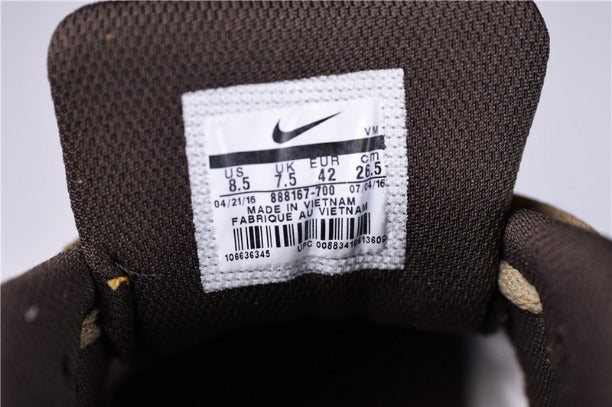 VM
US UK EUR cm
8.5 7.5 42 26.5
04/21/16 888167-700 07/04/16
MADE IN VIETNAM
FABRIQUE AU VIETNAM
106636345
UPC